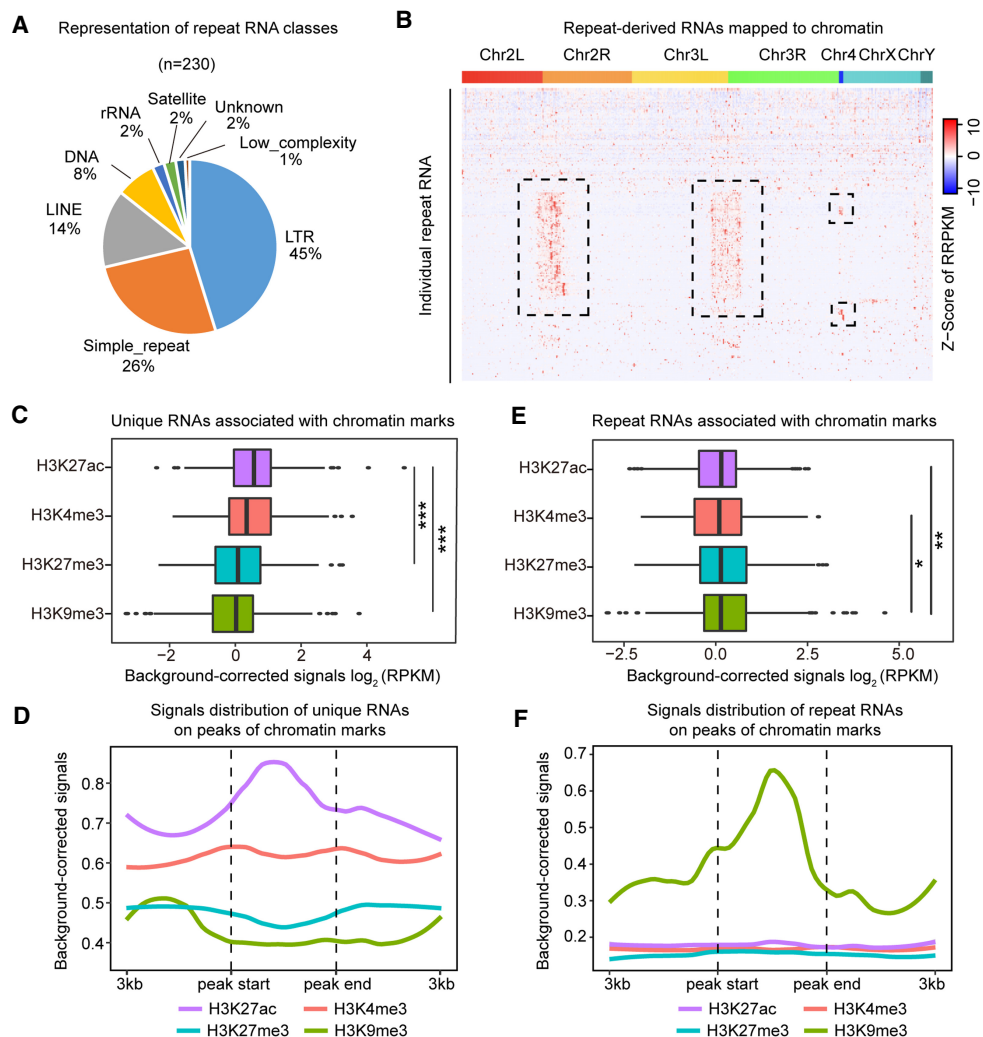 A
Representation of repeat RNA classes
(n=230)
Satellite
2%
Unknown
2%
rRNA
2%
Low_complexity
1%
DNA
8%
LINE
14%
LTR
45%
Simple_repeat
26%
B
Repeat-derived RNAs mapped to chromatin
Chr2L Chr2R Chr3L Chr3R Chr4 ChrX ChrY
Individual repeat RNA
10
0
−10
Z−Score of RRPKM
C
Unique RNAs associated with chromatin marks
H3K27ac
H3K4me3
H3K27me3
H3K9me3
***
***
−2 0 2 4
Background-corrected signals log2 (RPKM)
E
Repeat RNAs associated with chromatin marks
H3K27ac
H3K4me3
H3K27me3
H3K9me3
*
**
−2.5 0.0 2.5 5.0
Background-corrected signals log2 (RPKM)
D
Signals distribution of unique RNAs
on peaks of chromatin marks
Background-corrected signals
0.8
0.7
0.6
0.5
0.4
3kb peak start peak end 3kb
H3K27ac H3K4me3
H3K27me3 H3K9me3
F
Signals distribution of repeat RNAs
on peaks of chromatin marks
Background-corrected signals
0.7
0.6
0.5
0.4
0.3
0.2
3kb peak start peak end 3kb
H3K27ac H3K4me3
H3K27me3 H3K9me3